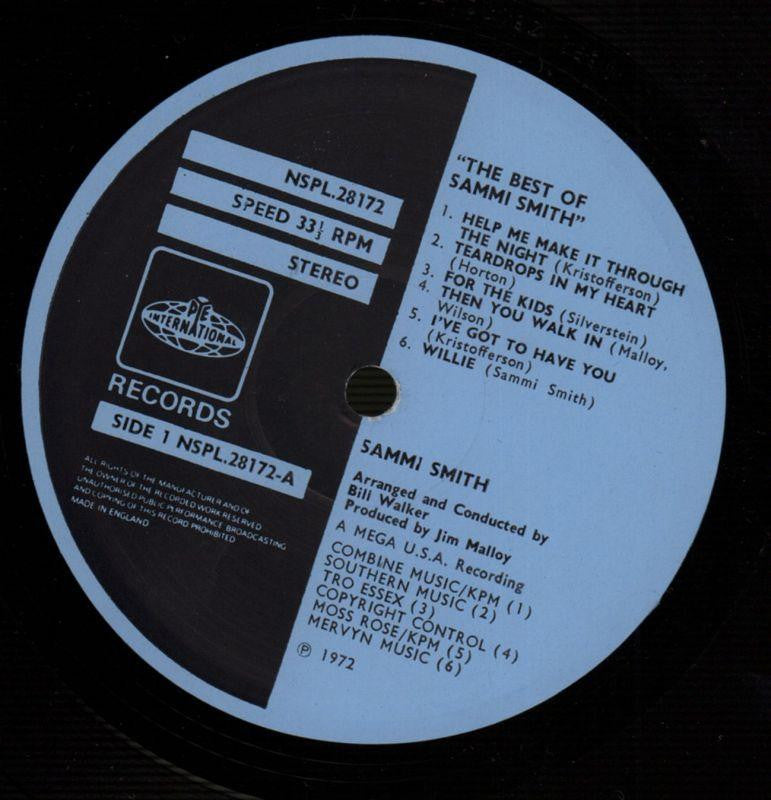 NSPL.28172
SPEED 33⅓ RPM
STEREO
PYE
INTERNATIONAL
RECORDS
SIDE 1 NSPL.28172-A
ALL RIGHTS OF THE MANUFACTURER AND OF
THE OWNER OF THE RECORDED WORK RESERVED
UNAUTHORISED PUBLIC PERFORMANCE BROADCASTING
AND COPYING OF THIS RECORD PROHIBITED
MADE IN ENGLAND
"THE BEST OF
SAMMI SMITH"
1. HELP ME MAKE IT THROUGH
THE NIGHT (Kristofferson)
2. TEARDROPS IN MY HEART
(Horton)
3. FOR THE KIDS (Silverstein)
4. THEN YOU WALK IN (Malloy,
Wilson)
5. I'VE GOT TO HAVE YOU
(Kristofferson)
6. WILLIE (Sammi Smith)
SAMMI SMITH
Arranged and Conducted by
Bill Walker
Produced by Jim Malloy
A MEGA U.S.A. Recording
COMBINE MUSIC/KPM (1)
SOUTHERN MUSIC (2)
TRO ESSEX (3)
COPYRIGHT CONTROL (4)
MOSS ROSE/KPM (5)
MERVYN MUSIC (6)
℗ 1972